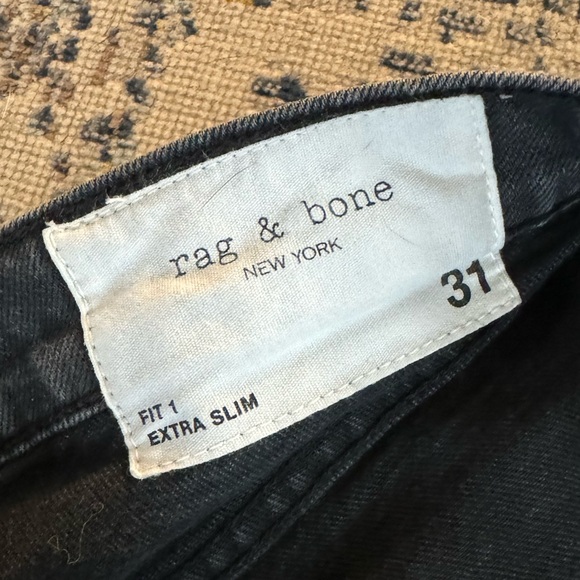 rag & bone
NEW YORK
31
FIT 1
EXTRA SLIM